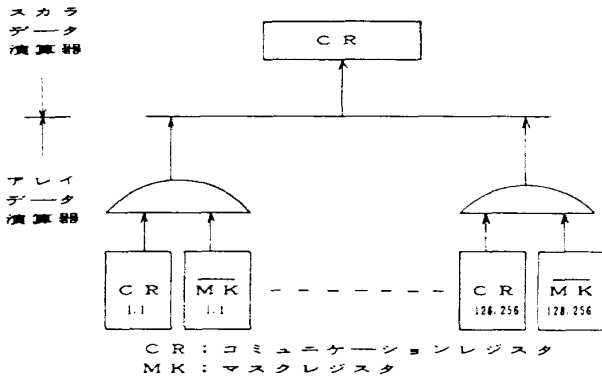 スカラ
データ
演算器
CR
アレイ
データ
演算器
CR
1.1
MK
1.1
CR
128.256
MK
128.256
CR:コミュニケーションレジスタ
MK:マスクレジスタ